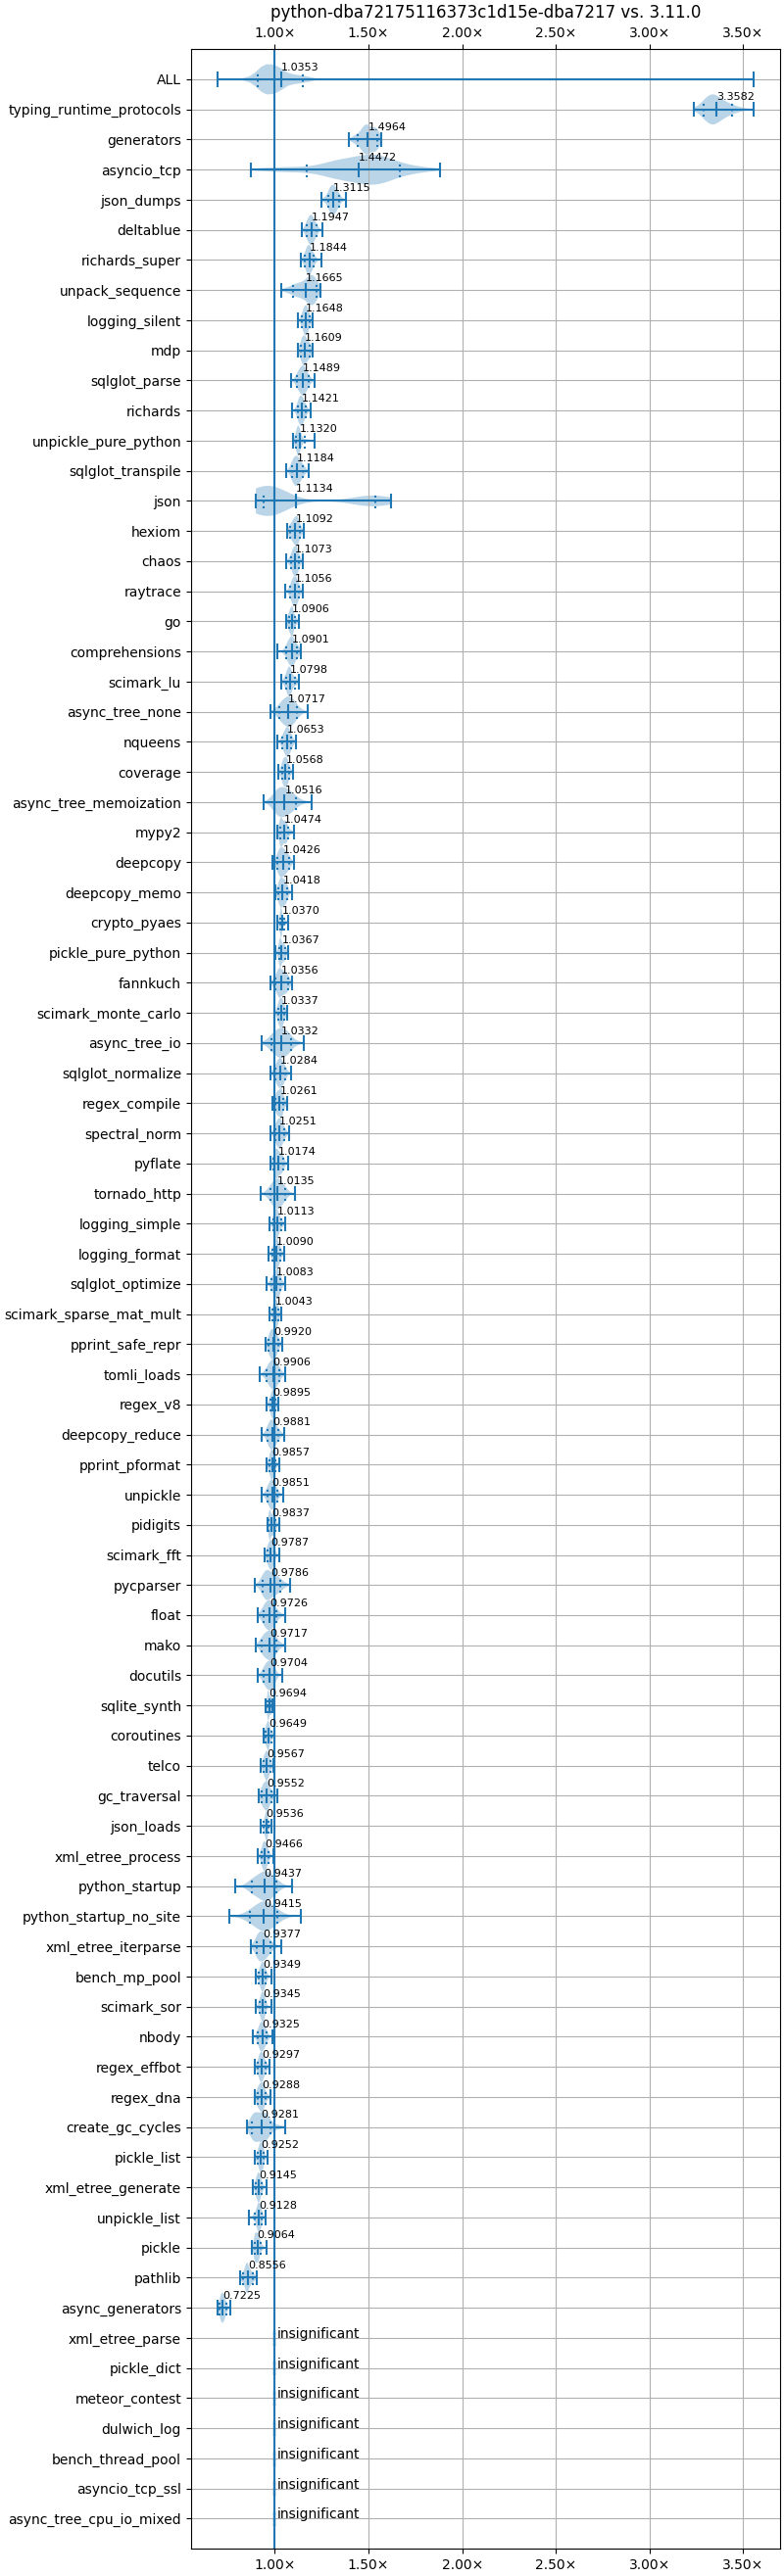 python-dba72175116373c1d15e-dba7217 vs. 3.11.0
1.00× 1.50× 2.00× 2.50× 3.00× 3.50×
ALL 1.0353
typing_runtime_protocols 3.3582
generators 1.4964
asyncio_tcp 1.4472
json_dumps 1.3115
deltablue 1.1947
richards_super 1.1844
unpack_sequence 1.1665
logging_silent 1.1648
mdp 1.1609
sqlglot_parse 1.1489
richards 1.1421
unpickle_pure_python 1.1320
sqlglot_transpile 1.1184
json 1.1134
hexiom 1.1092
chaos 1.1073
raytrace 1.1056
go 1.0906
comprehensions 1.0901
scimark_lu 1.0798
async_tree_none 1.0717
nqueens 1.0653
coverage 1.0568
async_tree_memoization 1.0516
mypy2 1.0474
deepcopy 1.0426
deepcopy_memo 1.0418
crypto_pyaes 1.0370
pickle_pure_python 1.0367
fannkuch 1.0356
scimark_monte_carlo 1.0337
async_tree_io 1.0332
sqlglot_normalize 1.0284
regex_compile 1.0261
spectral_norm 1.0251
pyflate 1.0174
tornado_http 1.0135
logging_simple 1.0113
logging_format 1.0090
sqlglot_optimize 1.0083
scimark_sparse_mat_mult 1.0043
pprint_safe_repr 0.9920
tomli_loads 0.9906
regex_v8 0.9895
deepcopy_reduce 0.9881
pprint_pformat 0.9857
unpickle 0.9851
pidigits 0.9837
scimark_fft 0.9787
pycparser 0.9786
float 0.9726
mako 0.9717
docutils 0.9704
sqlite_synth 0.9694
coroutines 0.9649
telco 0.9567
gc_traversal 0.9552
json_loads 0.9536
xml_etree_process 0.9466
python_startup 0.9437
python_startup_no_site 0.9415
xml_etree_iterparse 0.9377
bench_mp_pool 0.9349
scimark_sor 0.9345
nbody 0.9325
regex_effbot 0.9297
regex_dna 0.9288
create_gc_cycles 0.9281
pickle_list 0.9252
xml_etree_generate 0.9145
unpickle_list 0.9128
pickle 0.9064
pathlib 0.8556
async_generators 0.7225
xml_etree_parse insignificant
pickle_dict insignificant
meteor_contest insignificant
dulwich_log insignificant
bench_thread_pool insignificant
asyncio_tcp_ssl insignificant
async_tree_cpu_io_mixed insignificant
1.00× 1.50× 2.00× 2.50× 3.00× 3.50×